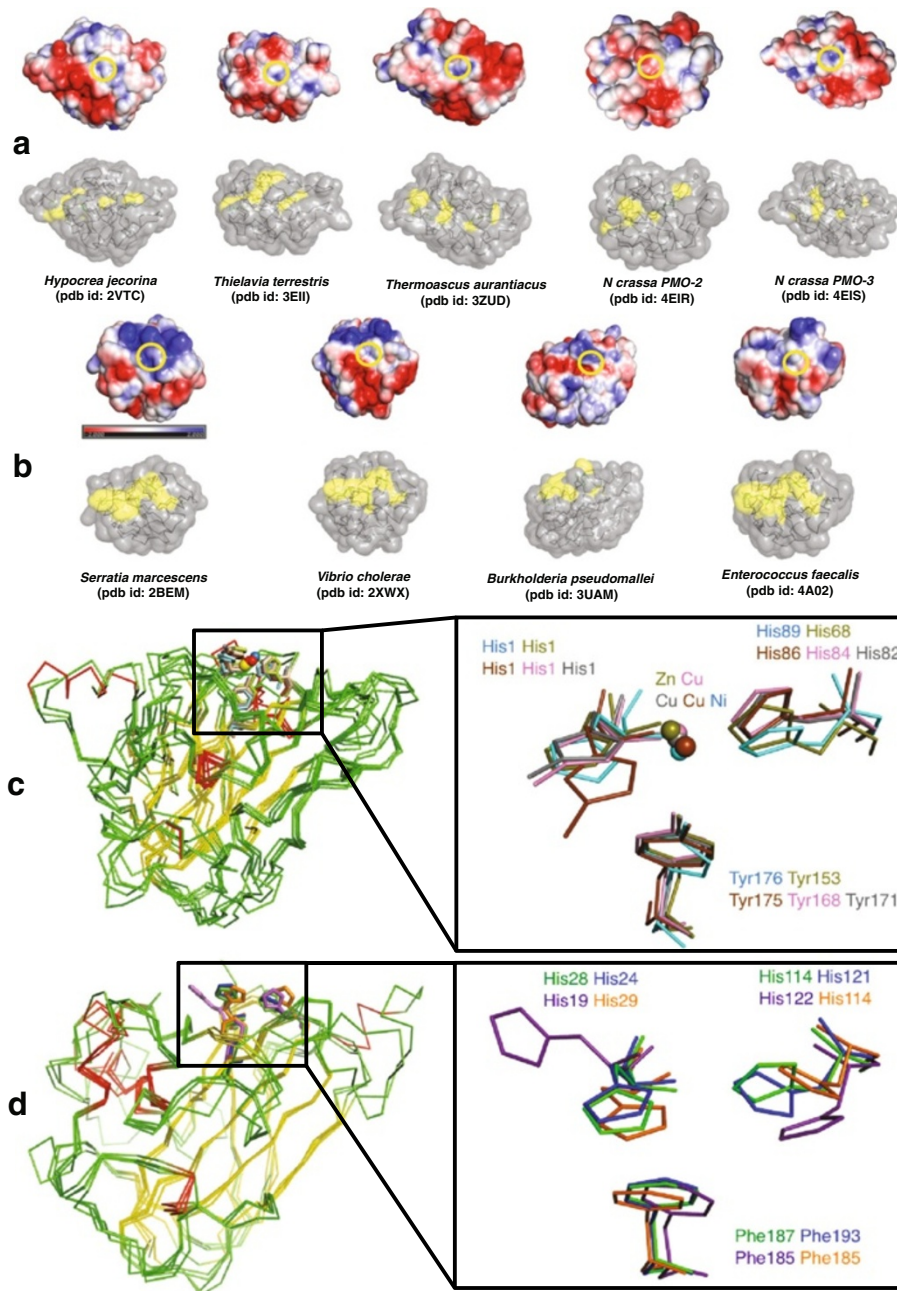 a
Hypocrea jecorina
(pdb id: 2VTC)
Thielavia terrestris
(pdb id: 3EII)
Thermoascus aurantiacus
(pdb id: 3ZUD)
N crassa PMO-2
(pdb id: 4EIR)
N crassa PMO-3
(pdb id: 4EIS)
b
Serratia marcescens
(pdb id: 2BEM)
Vibrio cholerae
(pdb id: 2XWX)
Burkholderia pseudomallei
(pdb id: 3UAM)
Enterococcus faecalis
(pdb id: 4A02)
c
His1 His1
His1 His1 His1
His89 His68
His86 His84 His82
Zn Cu
Cu Cu Ni
Tyr176 Tyr153
Tyr175 Tyr168 Tyr171
d
His28 His24
His19 His29
His114 His121
His122 His114
Phe187 Phe193
Phe185 Phe185